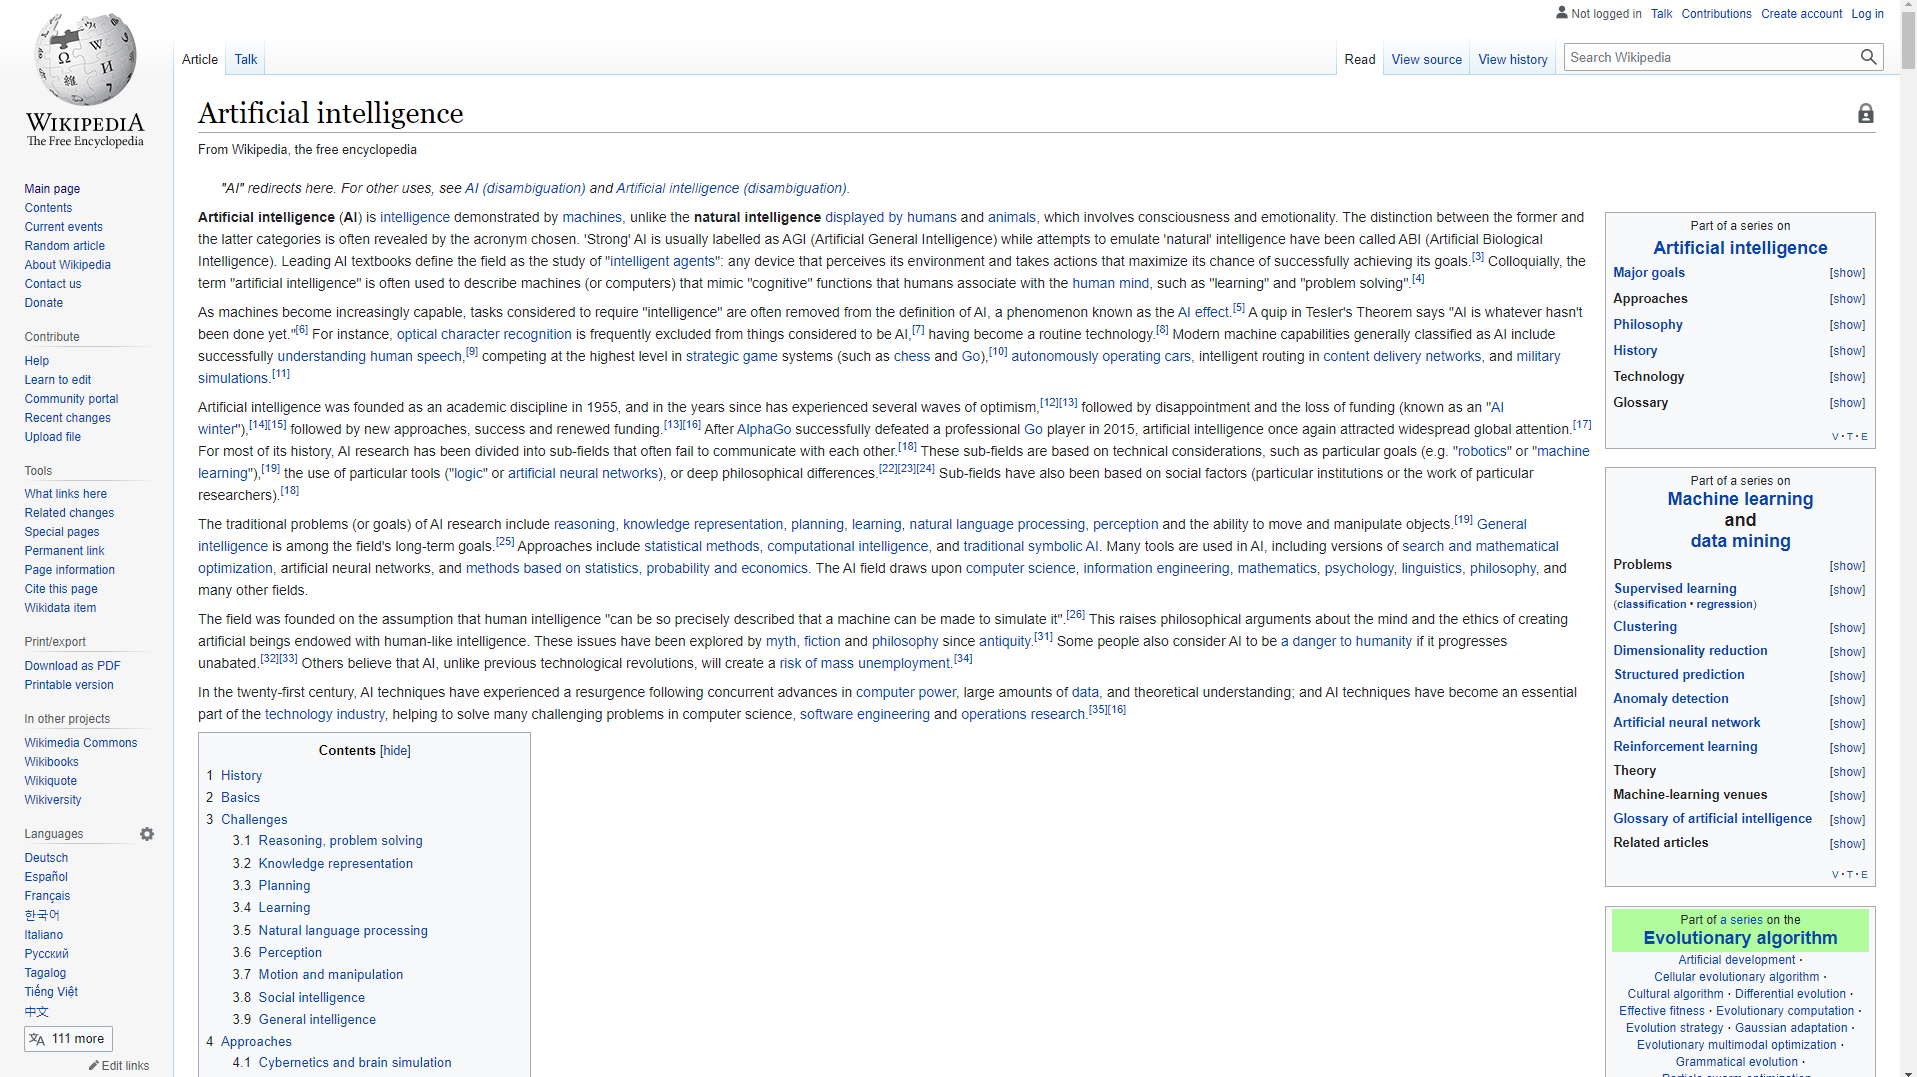 Not logged in Talk Contributions Create account Log in
Article Talk Read View source View history Search Wikipedia
WIKIPEDIA
The Free Encyclopedia
Main page
Contents
Current events
Random article
About Wikipedia
Contact us
Donate
Contribute
Help
Learn to edit
Community portal
Recent changes
Upload file
Tools
What links here
Related changes
Special pages
Permanent link
Page information
Cite this page
Wikidata item
Print/export
Download as PDF
Printable version
In other projects
Wikimedia Commons
Wikibooks
Wikiquote
Wikiversity
Languages
Deutsch
Español
Français
한국어
Italiano
Русский
Tagalog
Tiếng Việt
中文
111 more
Edit links
Artificial intelligence
From Wikipedia, the free encyclopedia
"AI" redirects here. For other uses, see AI (disambiguation) and Artificial intelligence (disambiguation).
Artificial intelligence (AI) is intelligence demonstrated by machines, unlike the natural intelligence displayed by humans and animals, which involves consciousness and emotionality. The distinction between the former and
the latter categories is often revealed by the acronym chosen. 'Strong' AI is usually labelled as AGI (Artificial General Intelligence) while attempts to emulate 'natural' intelligence have been called ABI (Artificial Biological
Intelligence). Leading AI textbooks define the field as the study of "intelligent agents": any device that perceives its environment and takes actions that maximize its chance of successfully achieving its goals.[3] Colloquially, the
term "artificial intelligence" is often used to describe machines (or computers) that mimic "cognitive" functions that humans associate with the human mind, such as "learning" and "problem solving".[4]
As machines become increasingly capable, tasks considered to require "intelligence" are often removed from the definition of AI, a phenomenon known as the AI effect.[5] A quip in Tesler's Theorem says "AI is whatever hasn't
been done yet."[6] For instance, optical character recognition is frequently excluded from things considered to be AI,[7] having become a routine technology.[8] Modern machine capabilities generally classified as AI include
successfully understanding human speech,[9] competing at the highest level in strategic game systems (such as chess and Go),[10] autonomously operating cars, intelligent routing in content delivery networks, and military
simulations.[11]
Artificial intelligence was founded as an academic discipline in 1955, and in the years since has experienced several waves of optimism,[12][13] followed by disappointment and the loss of funding (known as an "AI
winter"),[14][15] followed by new approaches, success and renewed funding.[13][16] After AlphaGo successfully defeated a professional Go player in 2015, artificial intelligence once again attracted widespread global attention.[17]
For most of its history, AI research has been divided into sub-fields that often fail to communicate with each other.[18] These sub-fields are based on technical considerations, such as particular goals (e.g. "robotics" or "machine
learning"),[19] the use of particular tools ("logic" or artificial neural networks), or deep philosophical differences.[22][23][24] Sub-fields have also been based on social factors (particular institutions or the work of particular
researchers).[18]
The traditional problems (or goals) of AI research include reasoning, knowledge representation, planning, learning, natural language processing, perception and the ability to move and manipulate objects.[19] General
intelligence is among the field's long-term goals.[25] Approaches include statistical methods, computational intelligence, and traditional symbolic AI. Many tools are used in AI, including versions of search and mathematical
optimization, artificial neural networks, and methods based on statistics, probability and economics. The AI field draws upon computer science, information engineering, mathematics, psychology, linguistics, philosophy, and
many other fields.
The field was founded on the assumption that human intelligence "can be so precisely described that a machine can be made to simulate it".[26] This raises philosophical arguments about the mind and the ethics of creating
artificial beings endowed with human-like intelligence. These issues have been explored by myth, fiction and philosophy since antiquity.[31] Some people also consider AI to be a danger to humanity if it progresses
unabated.[32][33] Others believe that AI, unlike previous technological revolutions, will create a risk of mass unemployment.[34]
In the twenty-first century, AI techniques have experienced a resurgence following concurrent advances in computer power, large amounts of data, and theoretical understanding; and AI techniques have become an essential
part of the technology industry, helping to solve many challenging problems in computer science, software engineering and operations research.[35][16]
Contents [hide]
1 History
2 Basics
3 Challenges
3.1 Reasoning, problem solving
3.2 Knowledge representation
3.3 Planning
3.4 Learning
3.5 Natural language processing
3.6 Perception
3.7 Motion and manipulation
3.8 Social intelligence
3.9 General intelligence
4 Approaches
4.1 Cybernetics and brain simulation
Part of a series on
Artificial intelligence
Major goals [show]
Approaches [show]
Philosophy [show]
History [show]
Technology [show]
Glossary [show]
V · T · E
Part of a series on
Machine learning
and
data mining
Problems [show]
Supervised learning [show]
(classification • regression)
Clustering [show]
Dimensionality reduction [show]
Structured prediction [show]
Anomaly detection [show]
Artificial neural network [show]
Reinforcement learning [show]
Theory [show]
Machine-learning venues [show]
Glossary of artificial intelligence [show]
Related articles [show]
V · T · E
Part of a series on the
Evolutionary algorithm
Artificial development ·
Cellular evolutionary algorithm ·
Cultural algorithm · Differential evolution ·
Effective fitness · Evolutionary computation ·
Evolution strategy · Gaussian adaptation ·
Evolutionary multimodal optimization ·
Grammatical evolution ·